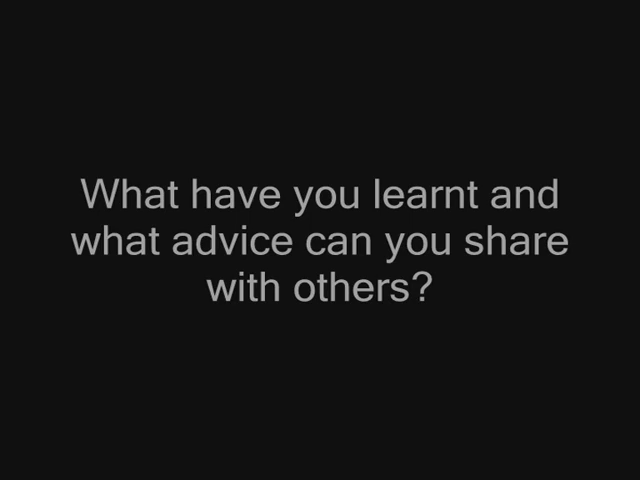 What have you learnt and
what advice can you share
with others?